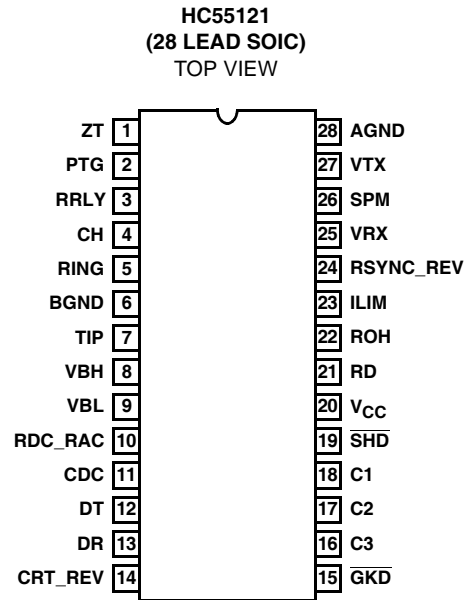 HC55121
(28 LEAD SOIC)
TOP VIEW
ZT 1 28 AGND
PTG 2 27 VTX
RRLY 3 26 SPM
CH 4 25 VRX
RING 5 24 RSYNC_REV
BGND 6 23 ILIM
TIP 7 22 ROH
VBH 8 21 RD
VBL 9 20 VCC
RDC_RAC 10 19 SHD
CDC 11 18 C1
DT 12 17 C2
DR 13 16 C3
CRT_REV 14 15 GKD